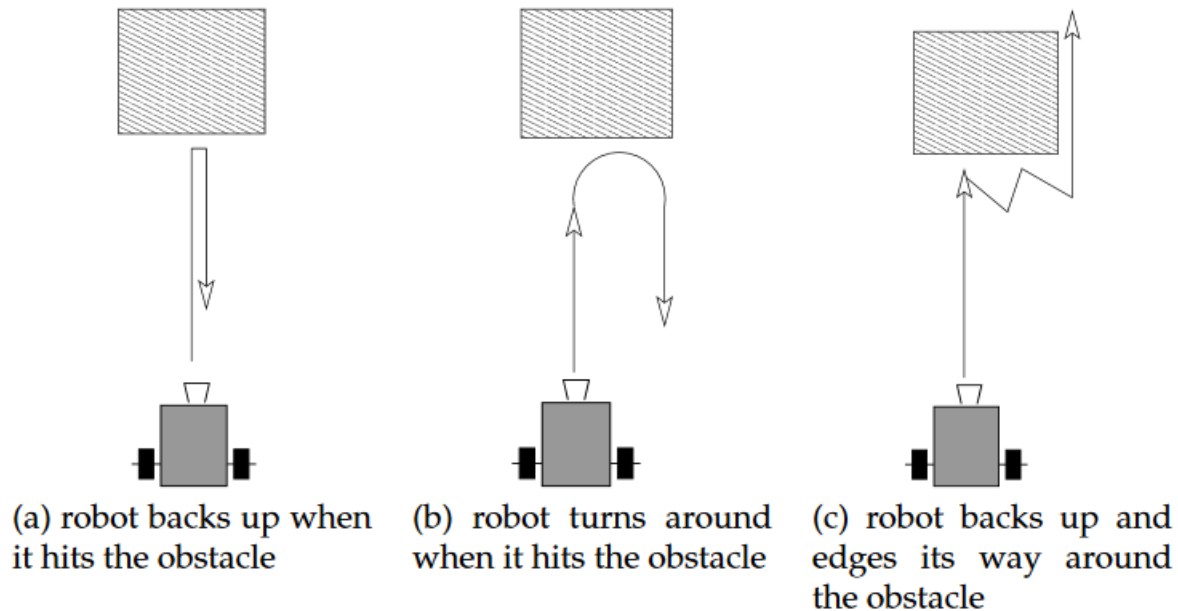 (a) robot backs up when
it hits the obstacle
(b) robot turns around
when it hits the obstacle
(c) robot backs up and
edges its way around
the obstacle